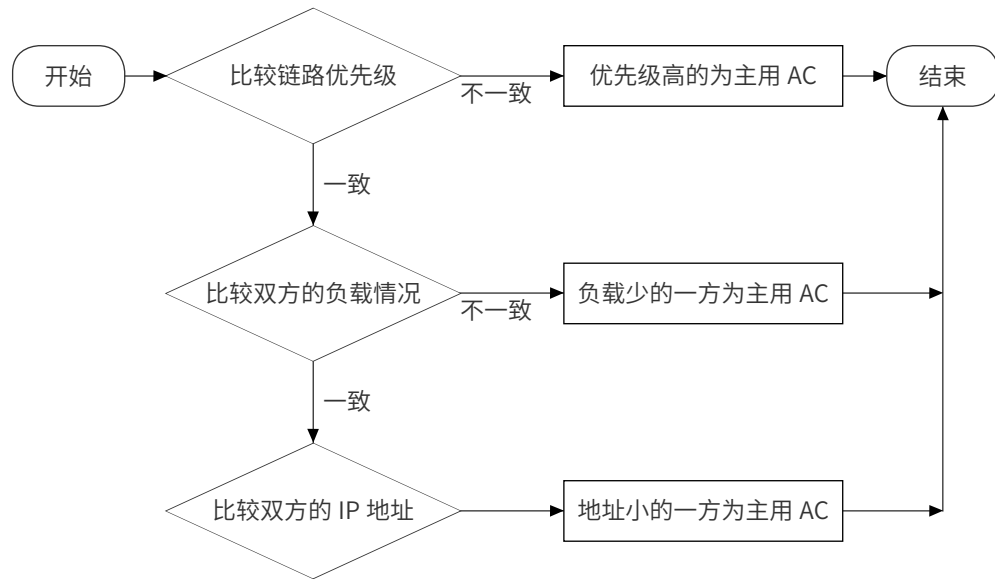 开始
比较链路优先级
不一致
优先级高的为主用 AC
结束
一致
比较双方的负载情况
不一致
负载少的一方为主用 AC
一致
比较双方的 IP 地址
地址小的一方为主用 AC